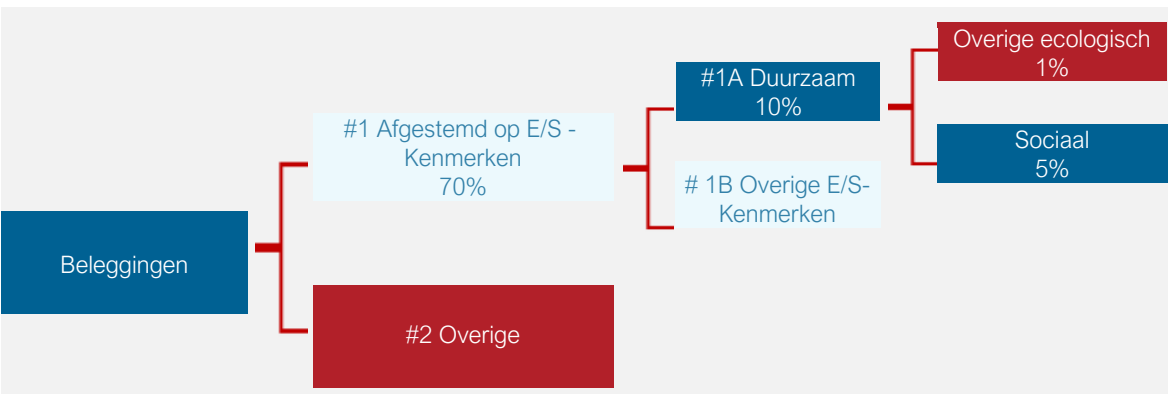 Beleggingen
#1 Afgestemd op E/S -
Kenmerken
70%
#2 Overige
#1A Duurzaam
10%
# 1B Overige E/S-
Kenmerken
Overige ecologisch
1%
Sociaal
5%